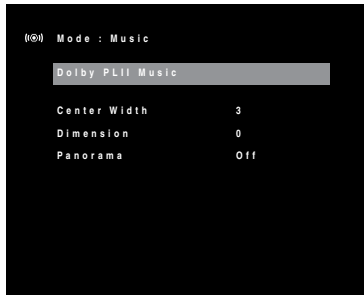 Mode : Music
Dolby PLII Music
Center Width 3
Dimension 0
Panorama Off